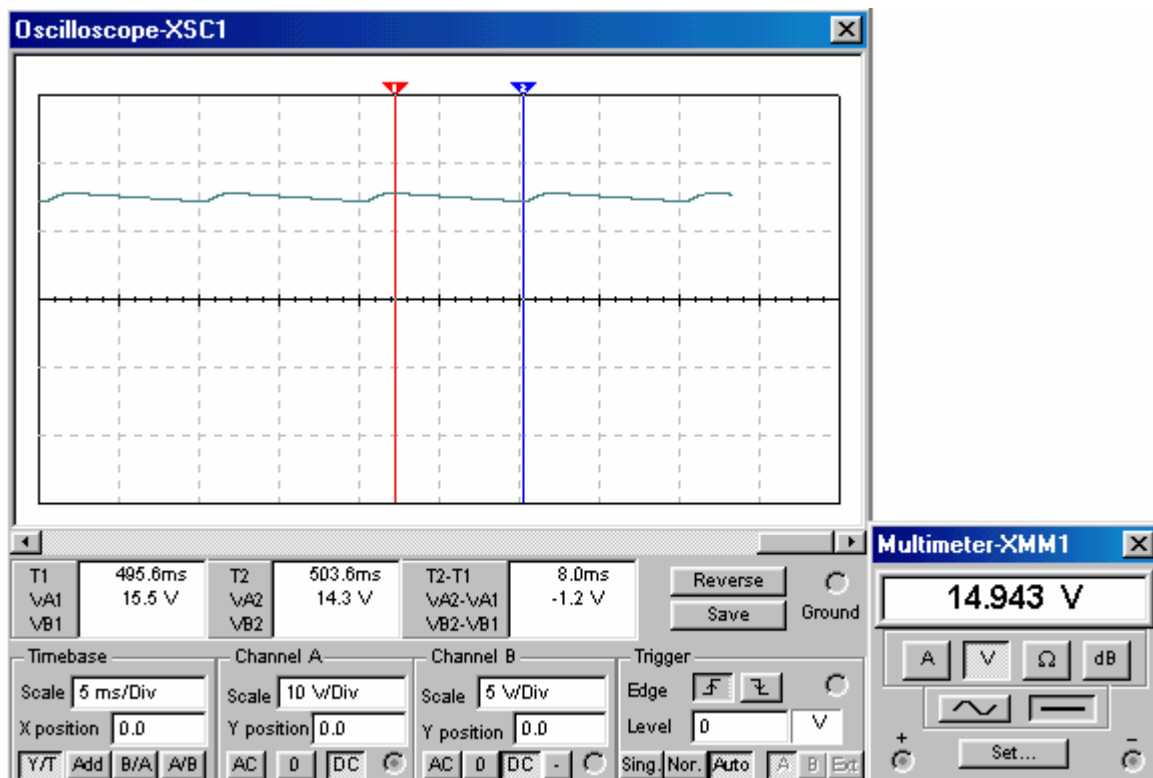 Oscilloscope-XSC1
1 2
T1 495.6ms T2 503.6ms T2-T1 8.0ms Reverse
VA1 15.5 V VA2 14.3 V VA2-VA1 -1.2 V
VB1 VB2 VB2-VB1 Save Ground
Timebase Channel A Channel B Trigger
Scale 5 ms/Div Scale 10 V/Div Scale 5 V/Div Edge
X position 0.0 Y position 0.0 Y position 0.0 Level 0 V
Y/T Add B/A A/B AC 0 DC AC 0 DC - Sing. Nor. Auto A B Ext
Multimeter-XMM1
14.943 V
A V Ω dB
+ Set... -